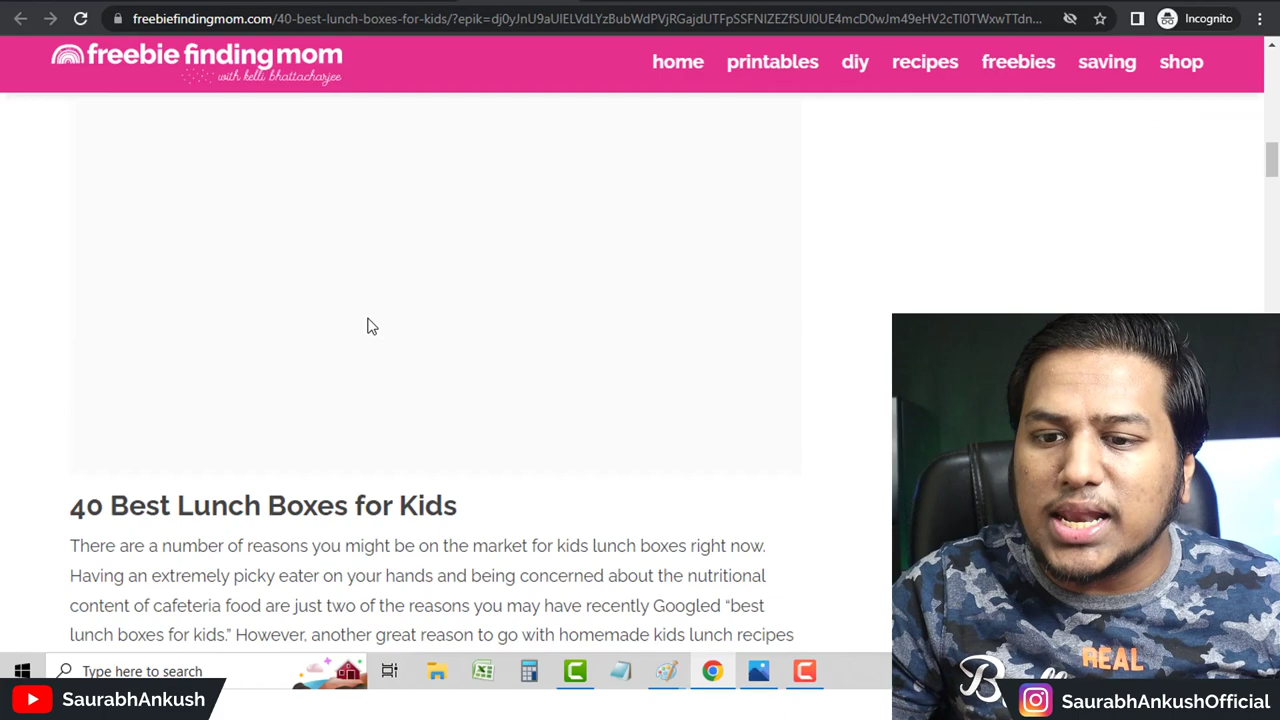 freebiefindingmom.com/40-best-lunch-boxes-for-kids/?epik=dj0yJnU9aUlELVdLYzBubWdPVjRGajdUTFpSSFNIZEZfSUI0UE4mcD0wJm49eHV2cTI0TWxwTTdn...
Incognito
freebie finding mom
with kelli bhattacharjee
home printables diy recipes freebies saving shop
40 Best Lunch Boxes for Kids
There are a number of reasons you might be on the market for kids lunch boxes right now.
Having an extremely picky eater on your hands and being concerned about the nutritional
content of cafeteria food are just two of the reasons you may have recently Googled “best
lunch boxes for kids.” However, another great reason to go with homemade kids lunch recipes
REAL
Type here to search
SaurabhAnkush
SaurabhAnkushOfficial